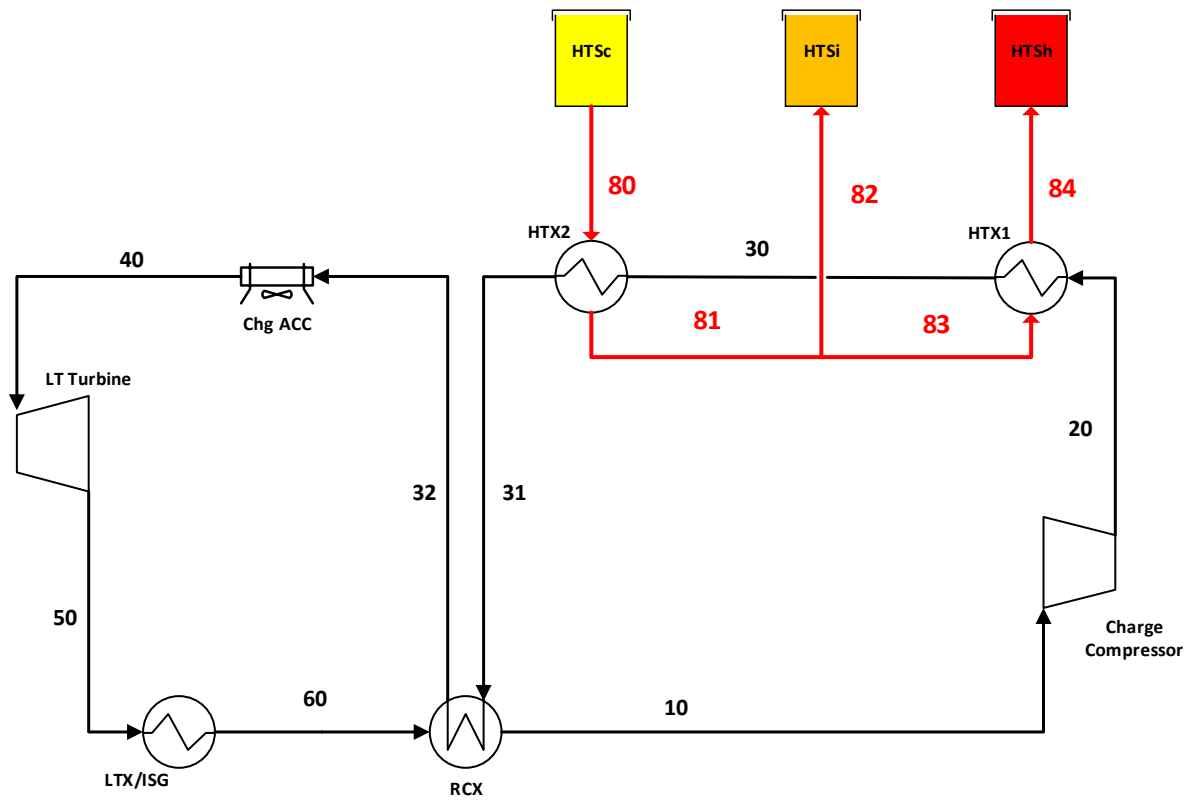 HTSc
HTSi
HTSh
80
82
84
HTX2
HTX1
30
40
Chg ACC
81
83
LT Turbine
20
32
31
50
Charge
Compressor
60
10
LTX/ISG
RCX